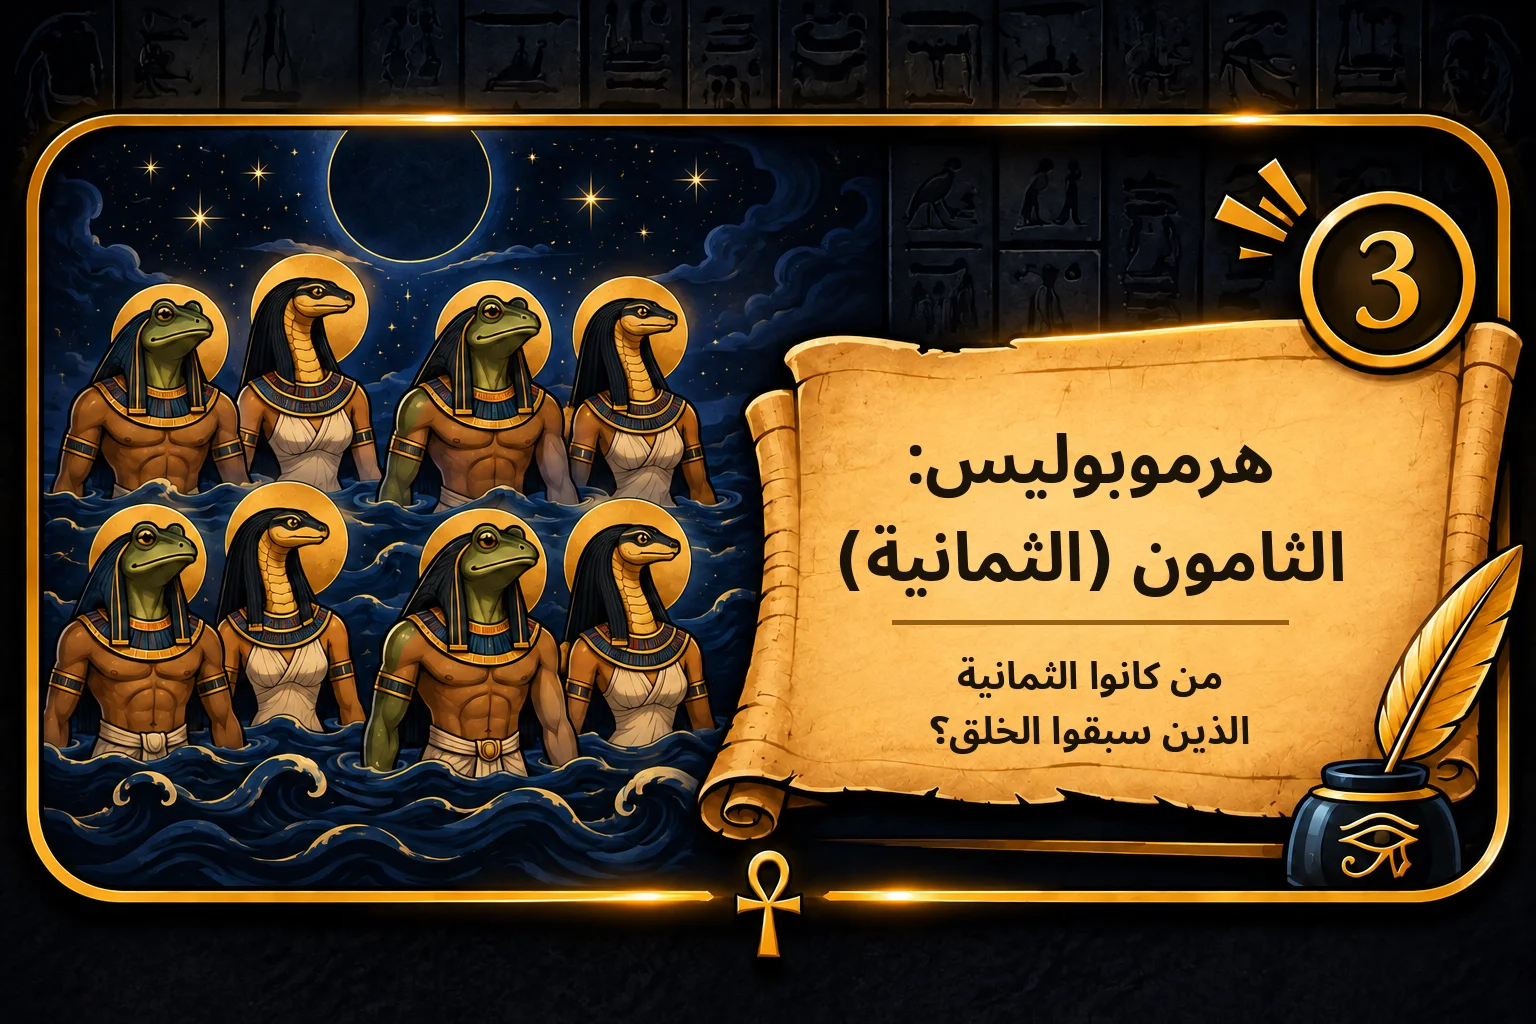 3
هرموبوليس:
الثامون (الثمانية)
من كانوا الثمانية
الذين سبقوا الخلق؟